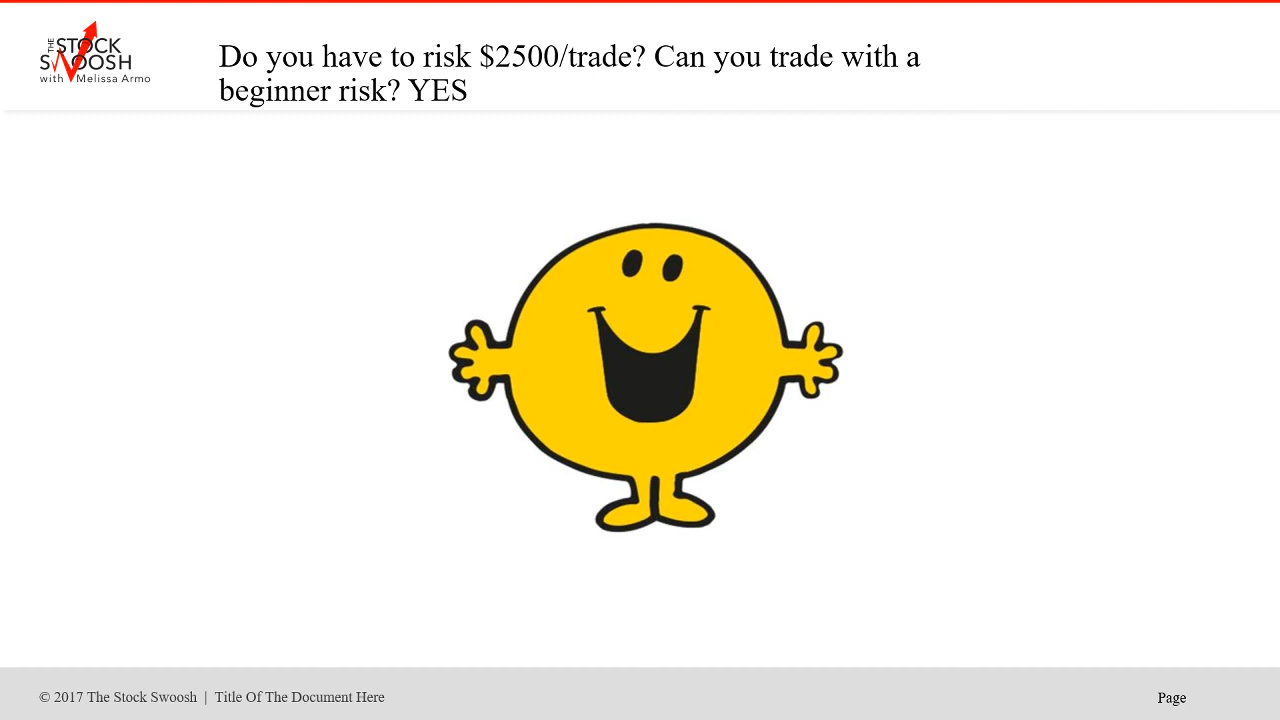 THE STOCK
SWOOSH
with Melissa Armo
Do you have to risk $2500/trade? Can you trade with a
beginner risk? YES
© 2017 The Stock Swoosh | Title Of The Document Here
Page